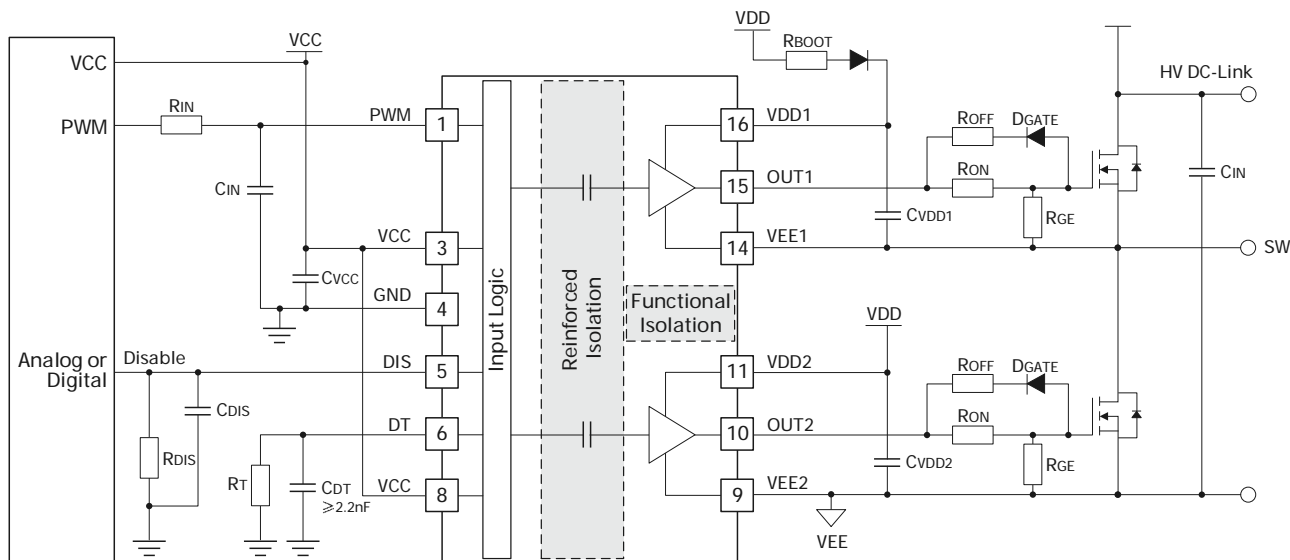 VCC
PWM
Analog or
Digital
RIN
CIN
VCC
CVCC
Disable
RDIS
CDIS
RT
CDT
≥2.2nF
PWM
1
VCC
3
GND
4
DIS
5
DT
6
VCC
8
Input Logic
Reinforced
Isolation
Functional
Isolation
16
VDD1
15
OUT1
14
VEE1
11
VDD2
10
OUT2
9
VEE2
VDD
RBOOT
CVDD1
ROFF
DGATE
RON
RGE
HV DC-Link
CIN
SW
VDD
CVDD2
ROFF
DGATE
RON
RGE
VEE